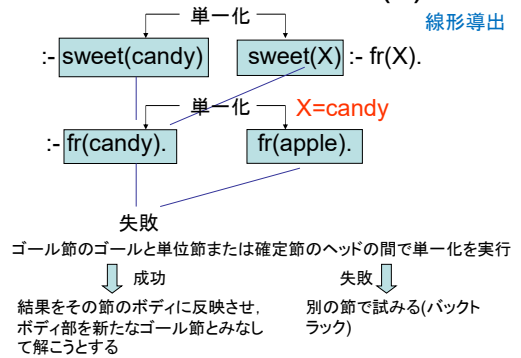 単一化
線形導出
:- sweet(candy) sweet(X) :- fr(X).
単一化 X=candy
:- fr(candy). fr(apple).
失敗
ゴール節のゴールと単位節または確定節のヘッドの間で単一化を実行
成功 失敗
結果をその節のボディに反映させ,
ボディ部を新たなゴール節とみなし
て解こうとする
別の節で試みる(バックト
ラック)